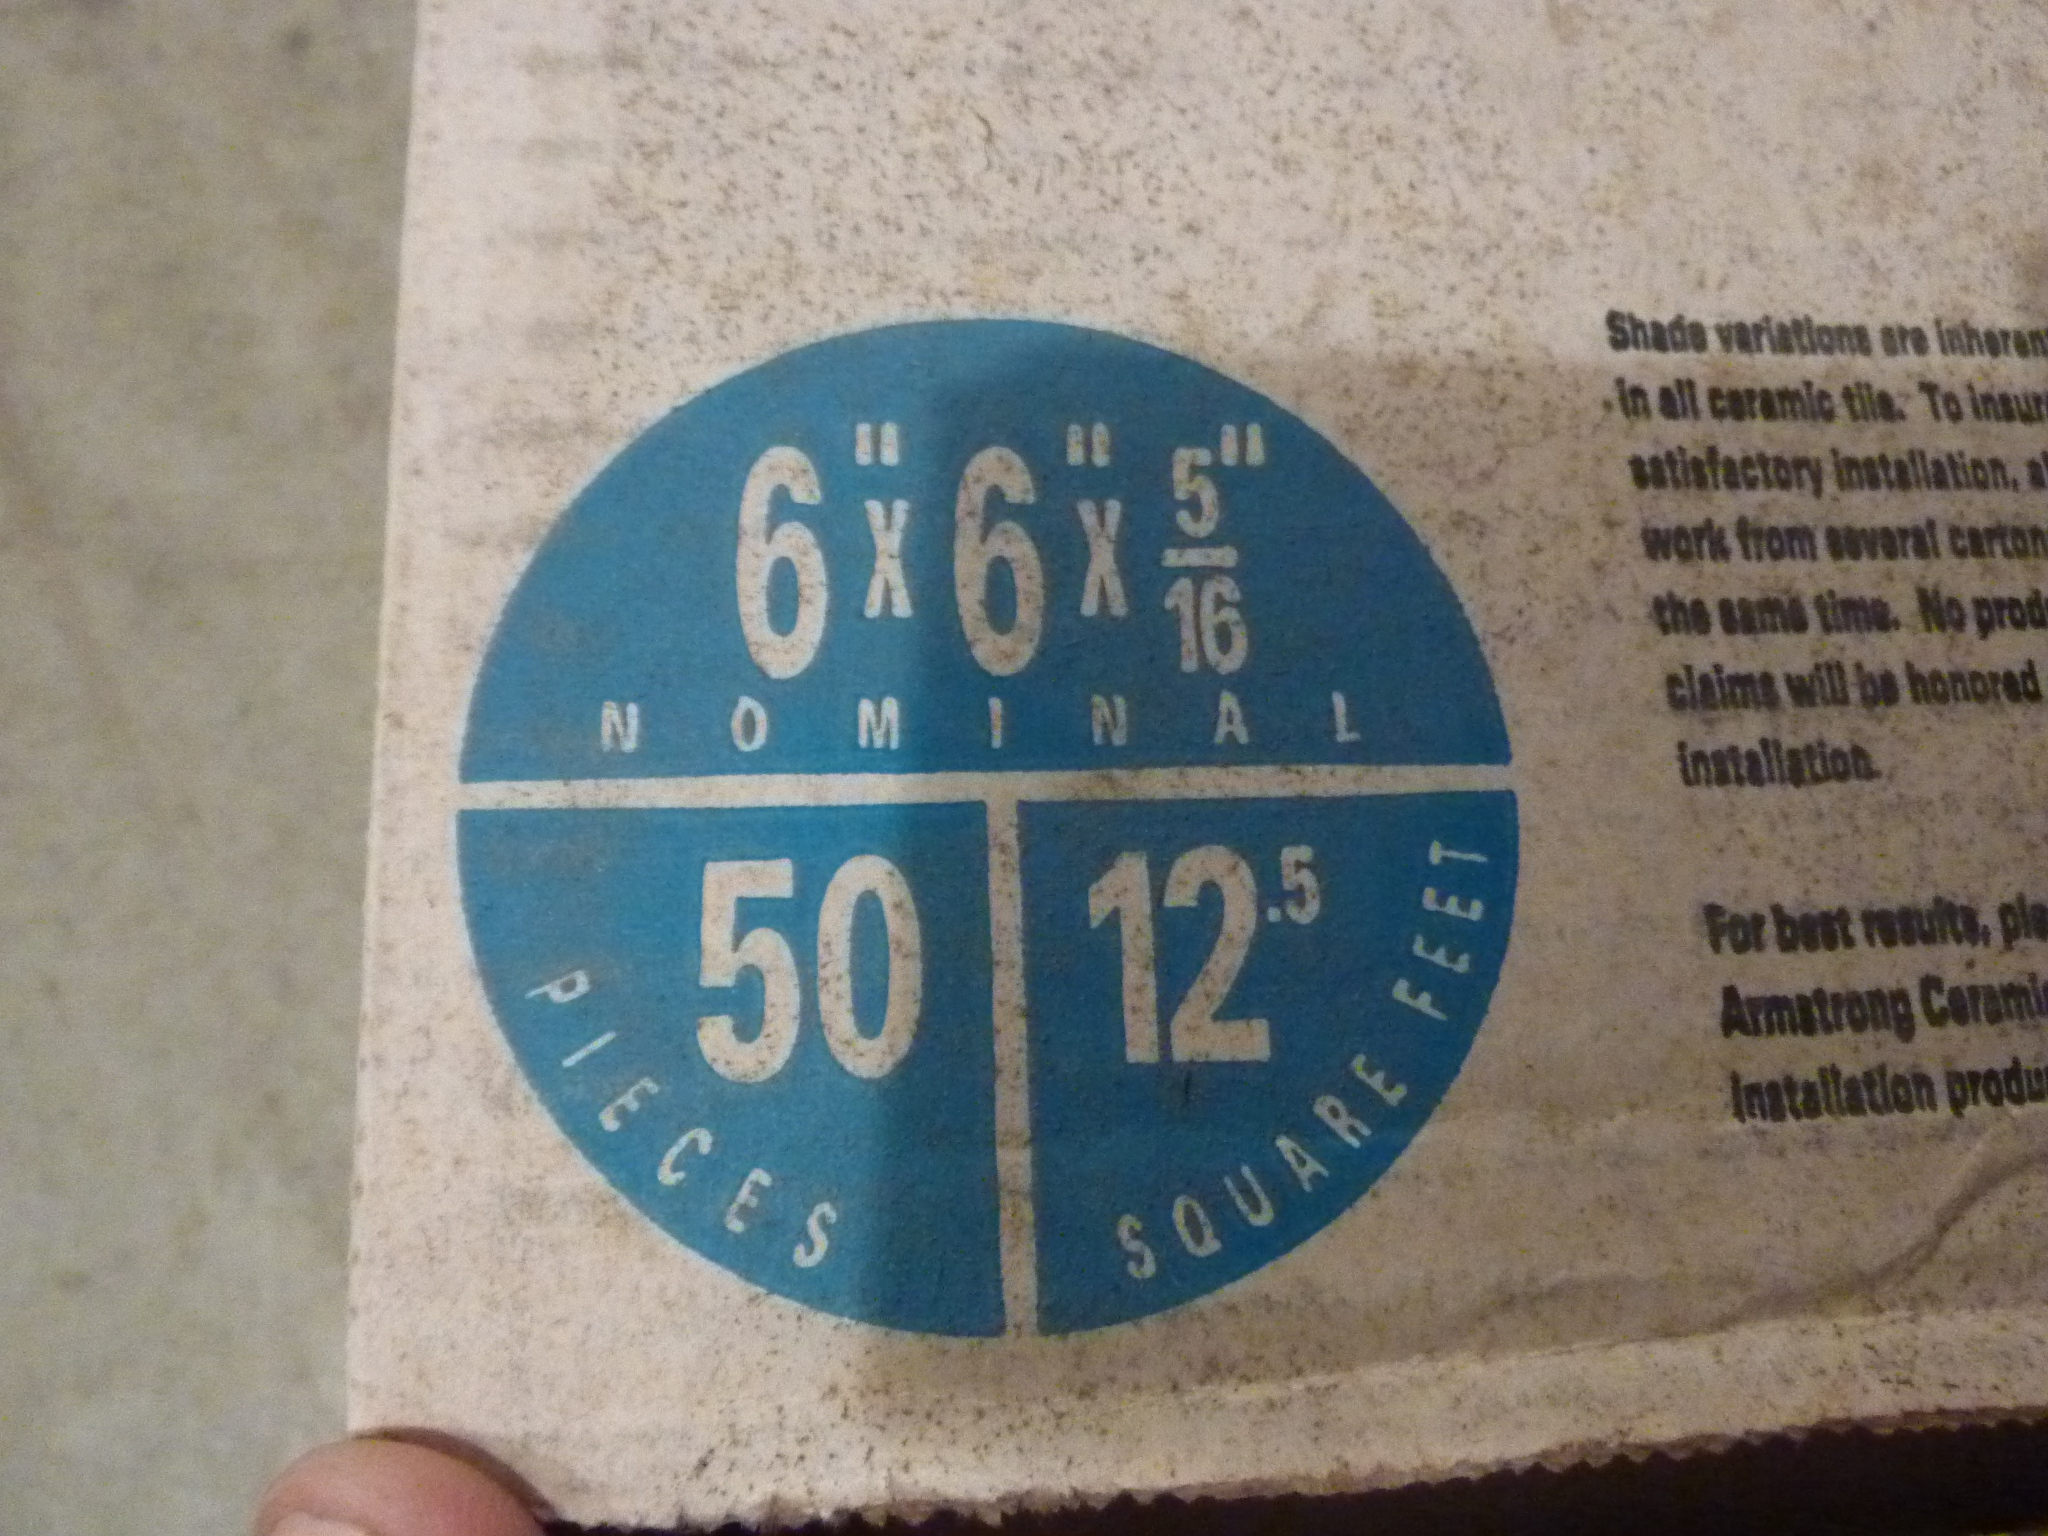 6" X 6" X 5/16"
NOMINAL
50
PIECES
12.5
SQUARE FEET
Shade variations are inheren
in all ceramic tile. To insur
satisfactory installation, al
work from several carton
the same time. No prod
claims will be honored
installation.
For best results, ple
Armstrong Ceramic
installation produ